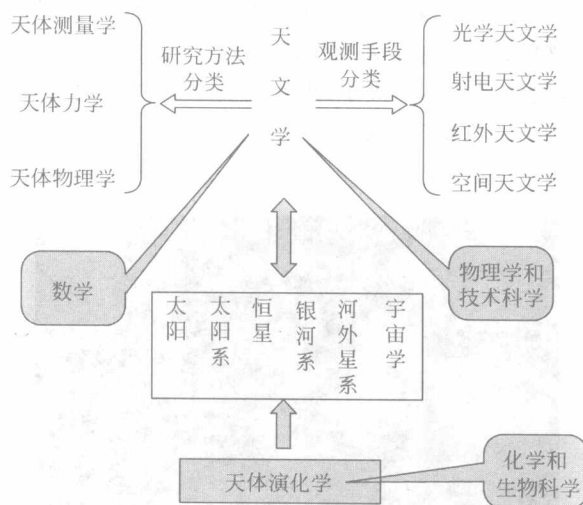 天体测量学
天体力学
天体物理学
研究方法
分类
天文学
观测手段
分类
光学天文学
射电天文学
红外天文学
空间天文学
数学
物理学和
技术科学
太阳
太阳系
恒星
银河系
河外星系
宇宙学
天体演化学
化学和
生物科学